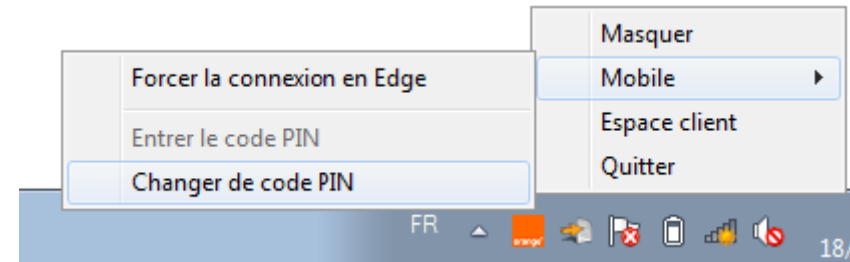 Masquer
Mobile
Espace client
Quitter
Forcer la connexion en Edge
Entrer le code PIN
Changer de code PIN
FR
orange
18/